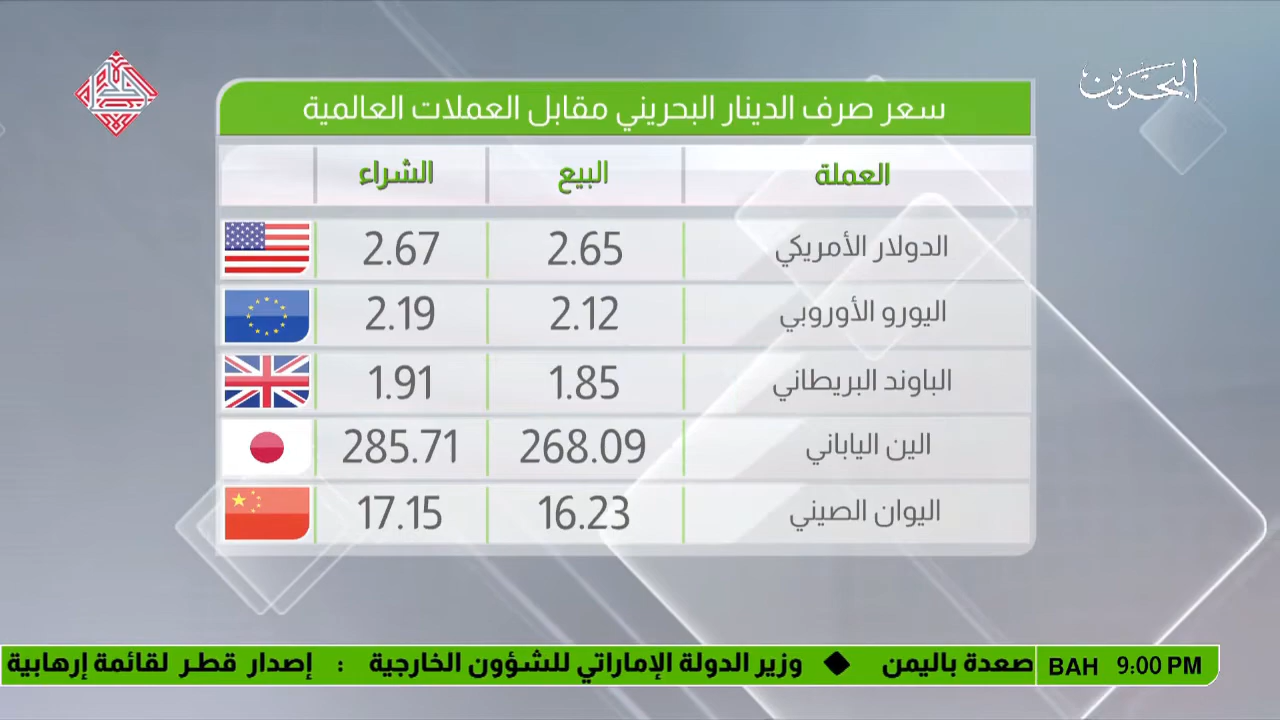 البحرين
سعر صرف الدينار البحريني مقابل العملات العالمية
العملة البيع الشراء
الدولار الأمريكي 2.65 2.67
اليورو الأوروبي 2.12 2.19
الباوند البريطاني 1.85 1.91
الين الياباني 268.09 285.71
اليوان الصيني 16.23 17.15
BAH 9:00 PM
صعدة باليمن ◆ وزير الدولة الإماراتي للشؤون الخارجية : إصدار قطر لقائمة إرهابية